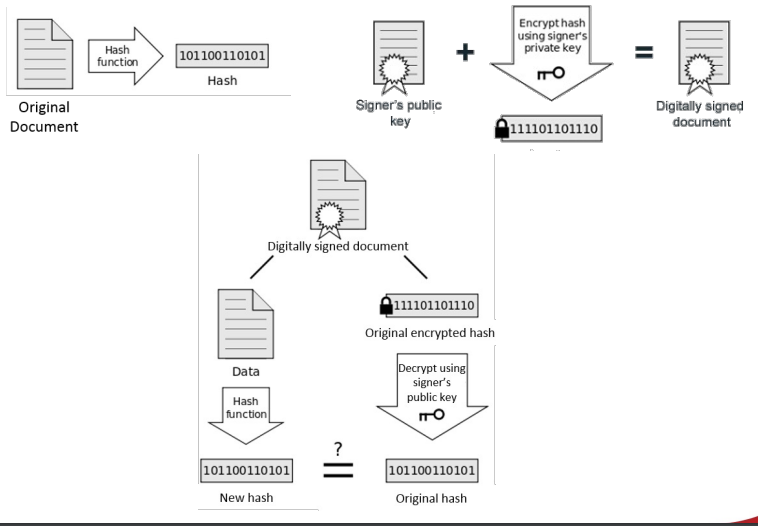 Hash
function
101100110101
Hash
Original
Document
Encrypt hash
using signer's
private key
+
=
Signer's public
key
111101101110
Digitally signed
document
Digitally signed document
Data
111101101110
Original encrypted hash
Hash
function
Decrypt using
signer's
public key
101100110101
?
=
101100110101
New hash
Original hash